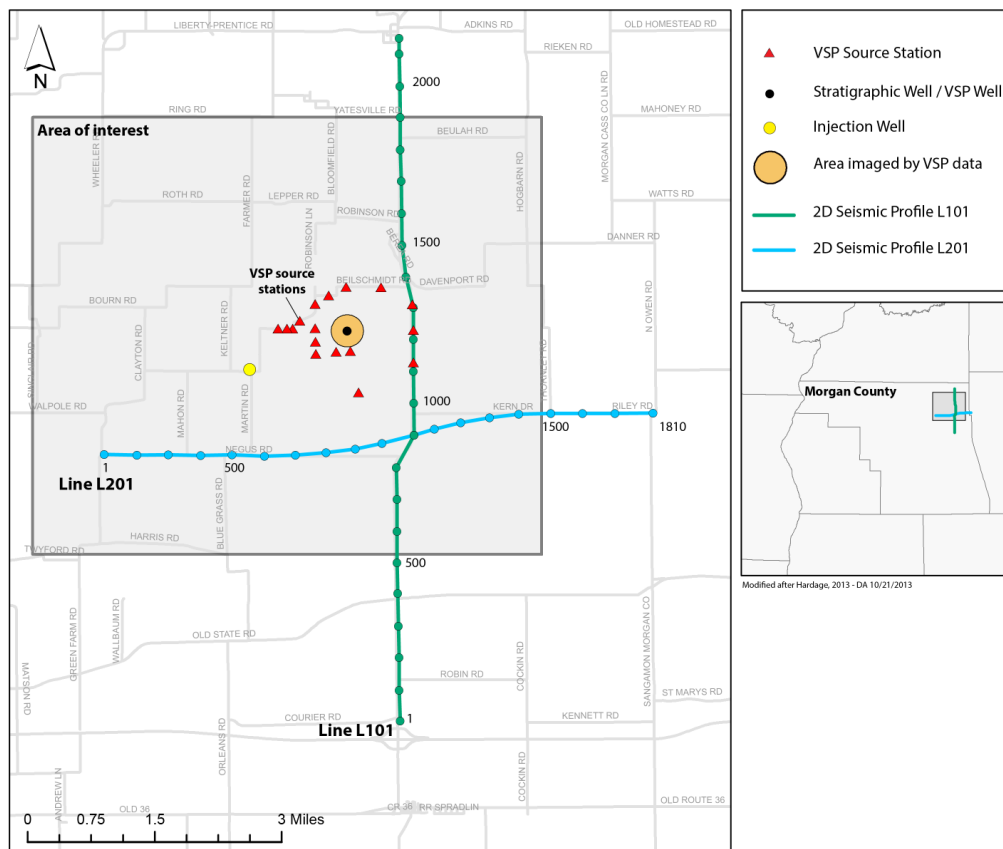 LIBERTY-PRENTICE RD
ADKINS RD
OLD HOMESTEAD RD
RIEKEN RD
N
2000
MORGAN CASS CO LN RD
RING RD
YATESVILLE RD
MAHONEY RD
Area of interest
BEULAH RD
WHEELER RD
BLOOMFIELD RD
HOGBARN RD
FARMER RD
ROTH RD
LEPPER RD
WATTS RD
ROBINSON RD
ROBINSON LN
1500
DANNER RD
VSP source
stations
BEILSCHMIDT
DAVENPORT RD
BOURN RD
N OWEN RD
KELTNER RD
CLAYTON RD
SINCLAIR RD
THORNLEY RD
MARTIN RD
MAHON RD
1000
WALPOLE RD
KERN DR
RILEY RD
1500
1810
NEGUS RD
1
500
Line L201
BLUE GRASS RD
HARRIS RD
TWYFORD RD
500
WALLBAUM RD
GREEN FARM RD
OLD STATE RD
COCKIN RD
SANGAMON MORGAN CO
MATSON RD
ROBIN RD
ST MARYS RD
COURIER RD
1
KENNETT RD
Line L101
ORLEANS RD
COCKIN RD
ANDREW LN
OLD 36
CR 36
RR SPRADLIN
OLD ROUTE 36
0
0.75
1.5
3 Miles
VSP Source Station
Stratigraphic Well / VSP Well
Injection Well
Area imaged by VSP data
2D Seismic Profile L101
2D Seismic Profile L201
Morgan County
Modified after Hardage, 2013 - DA 10/21/2013